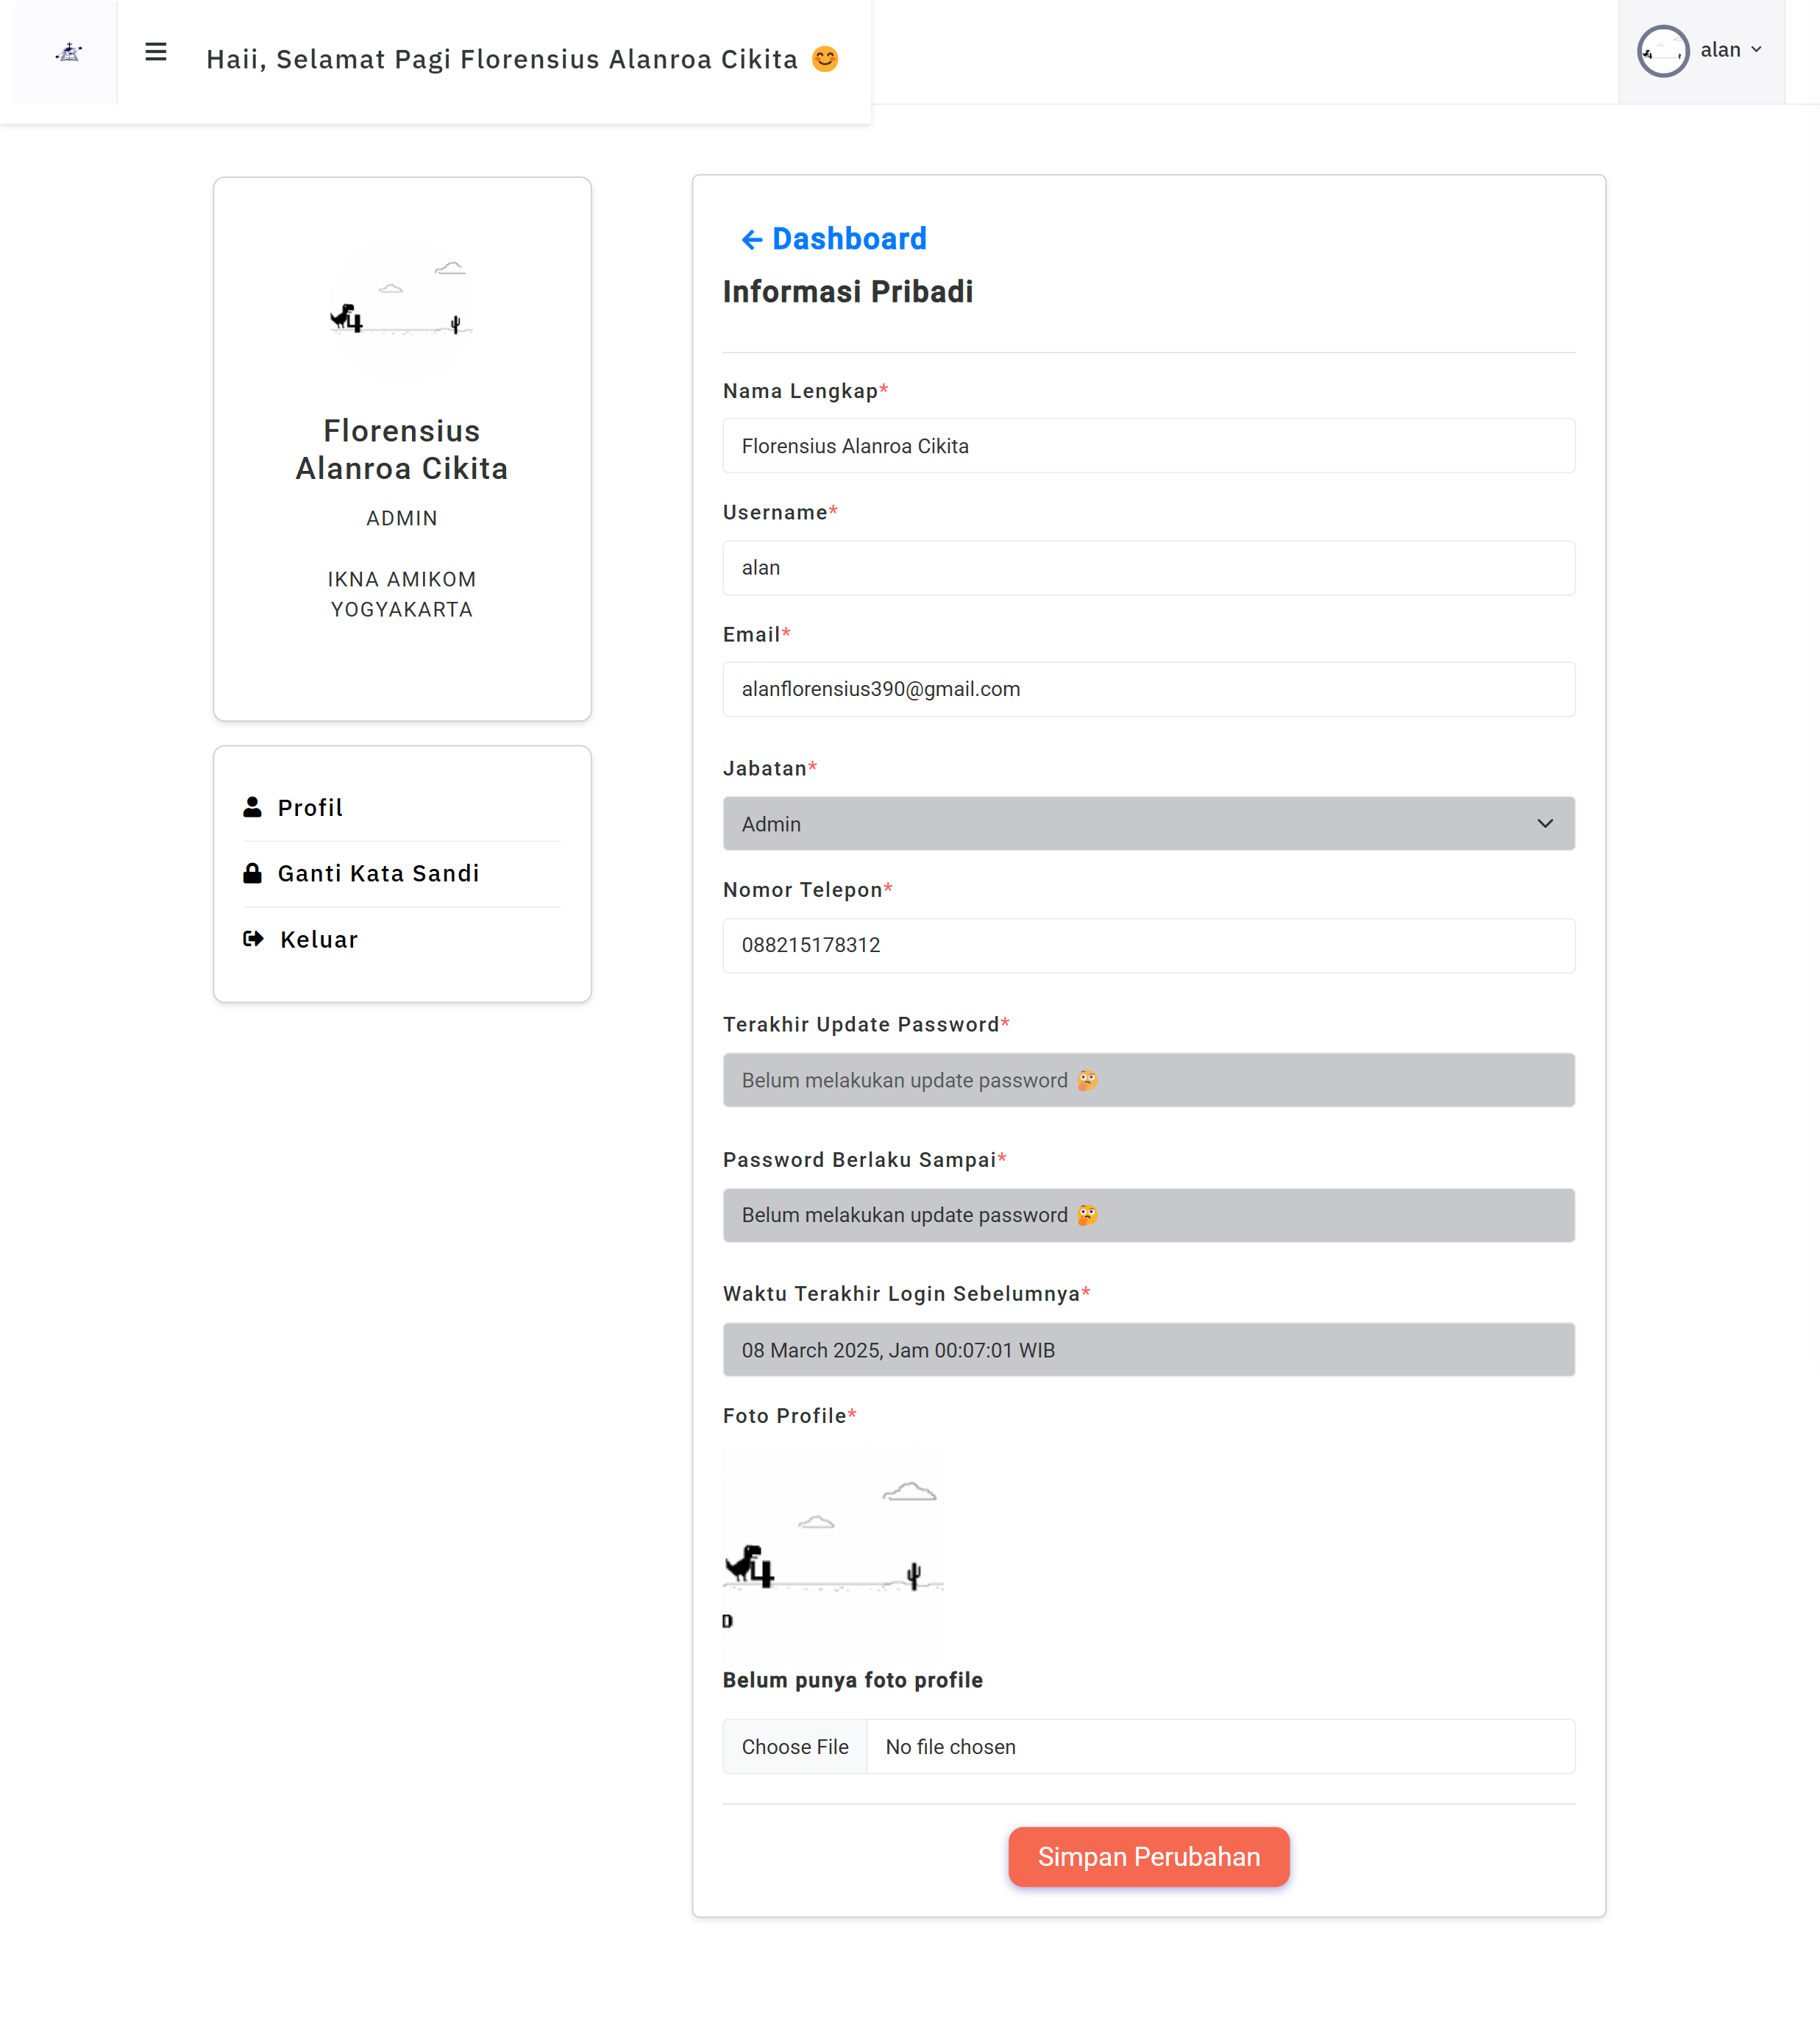 Haii, Selamat Pagi Florensius Alanroa Cikita 😊
alan
Florensius
Alanroa Cikita
ADMIN
IKNA AMIKOM
YOGYAKARTA
Profil
Ganti Kata Sandi
Keluar
← Dashboard
Informasi Pribadi
Nama Lengkap*
Florensius Alanroa Cikita
Username*
alan
Email*
alanflorensius390@gmail.com
Jabatan*
Admin
Nomor Telepon*
088215178312
Terakhir Update Password*
Belum melakukan update password 🤔
Password Berlaku Sampai*
Belum melakukan update password 🤔
Waktu Terakhir Login Sebelumnya*
08 March 2025, Jam 00:07:01 WIB
Foto Profile*
4
D
Belum punya foto profile
Choose File No file chosen
Simpan Perubahan